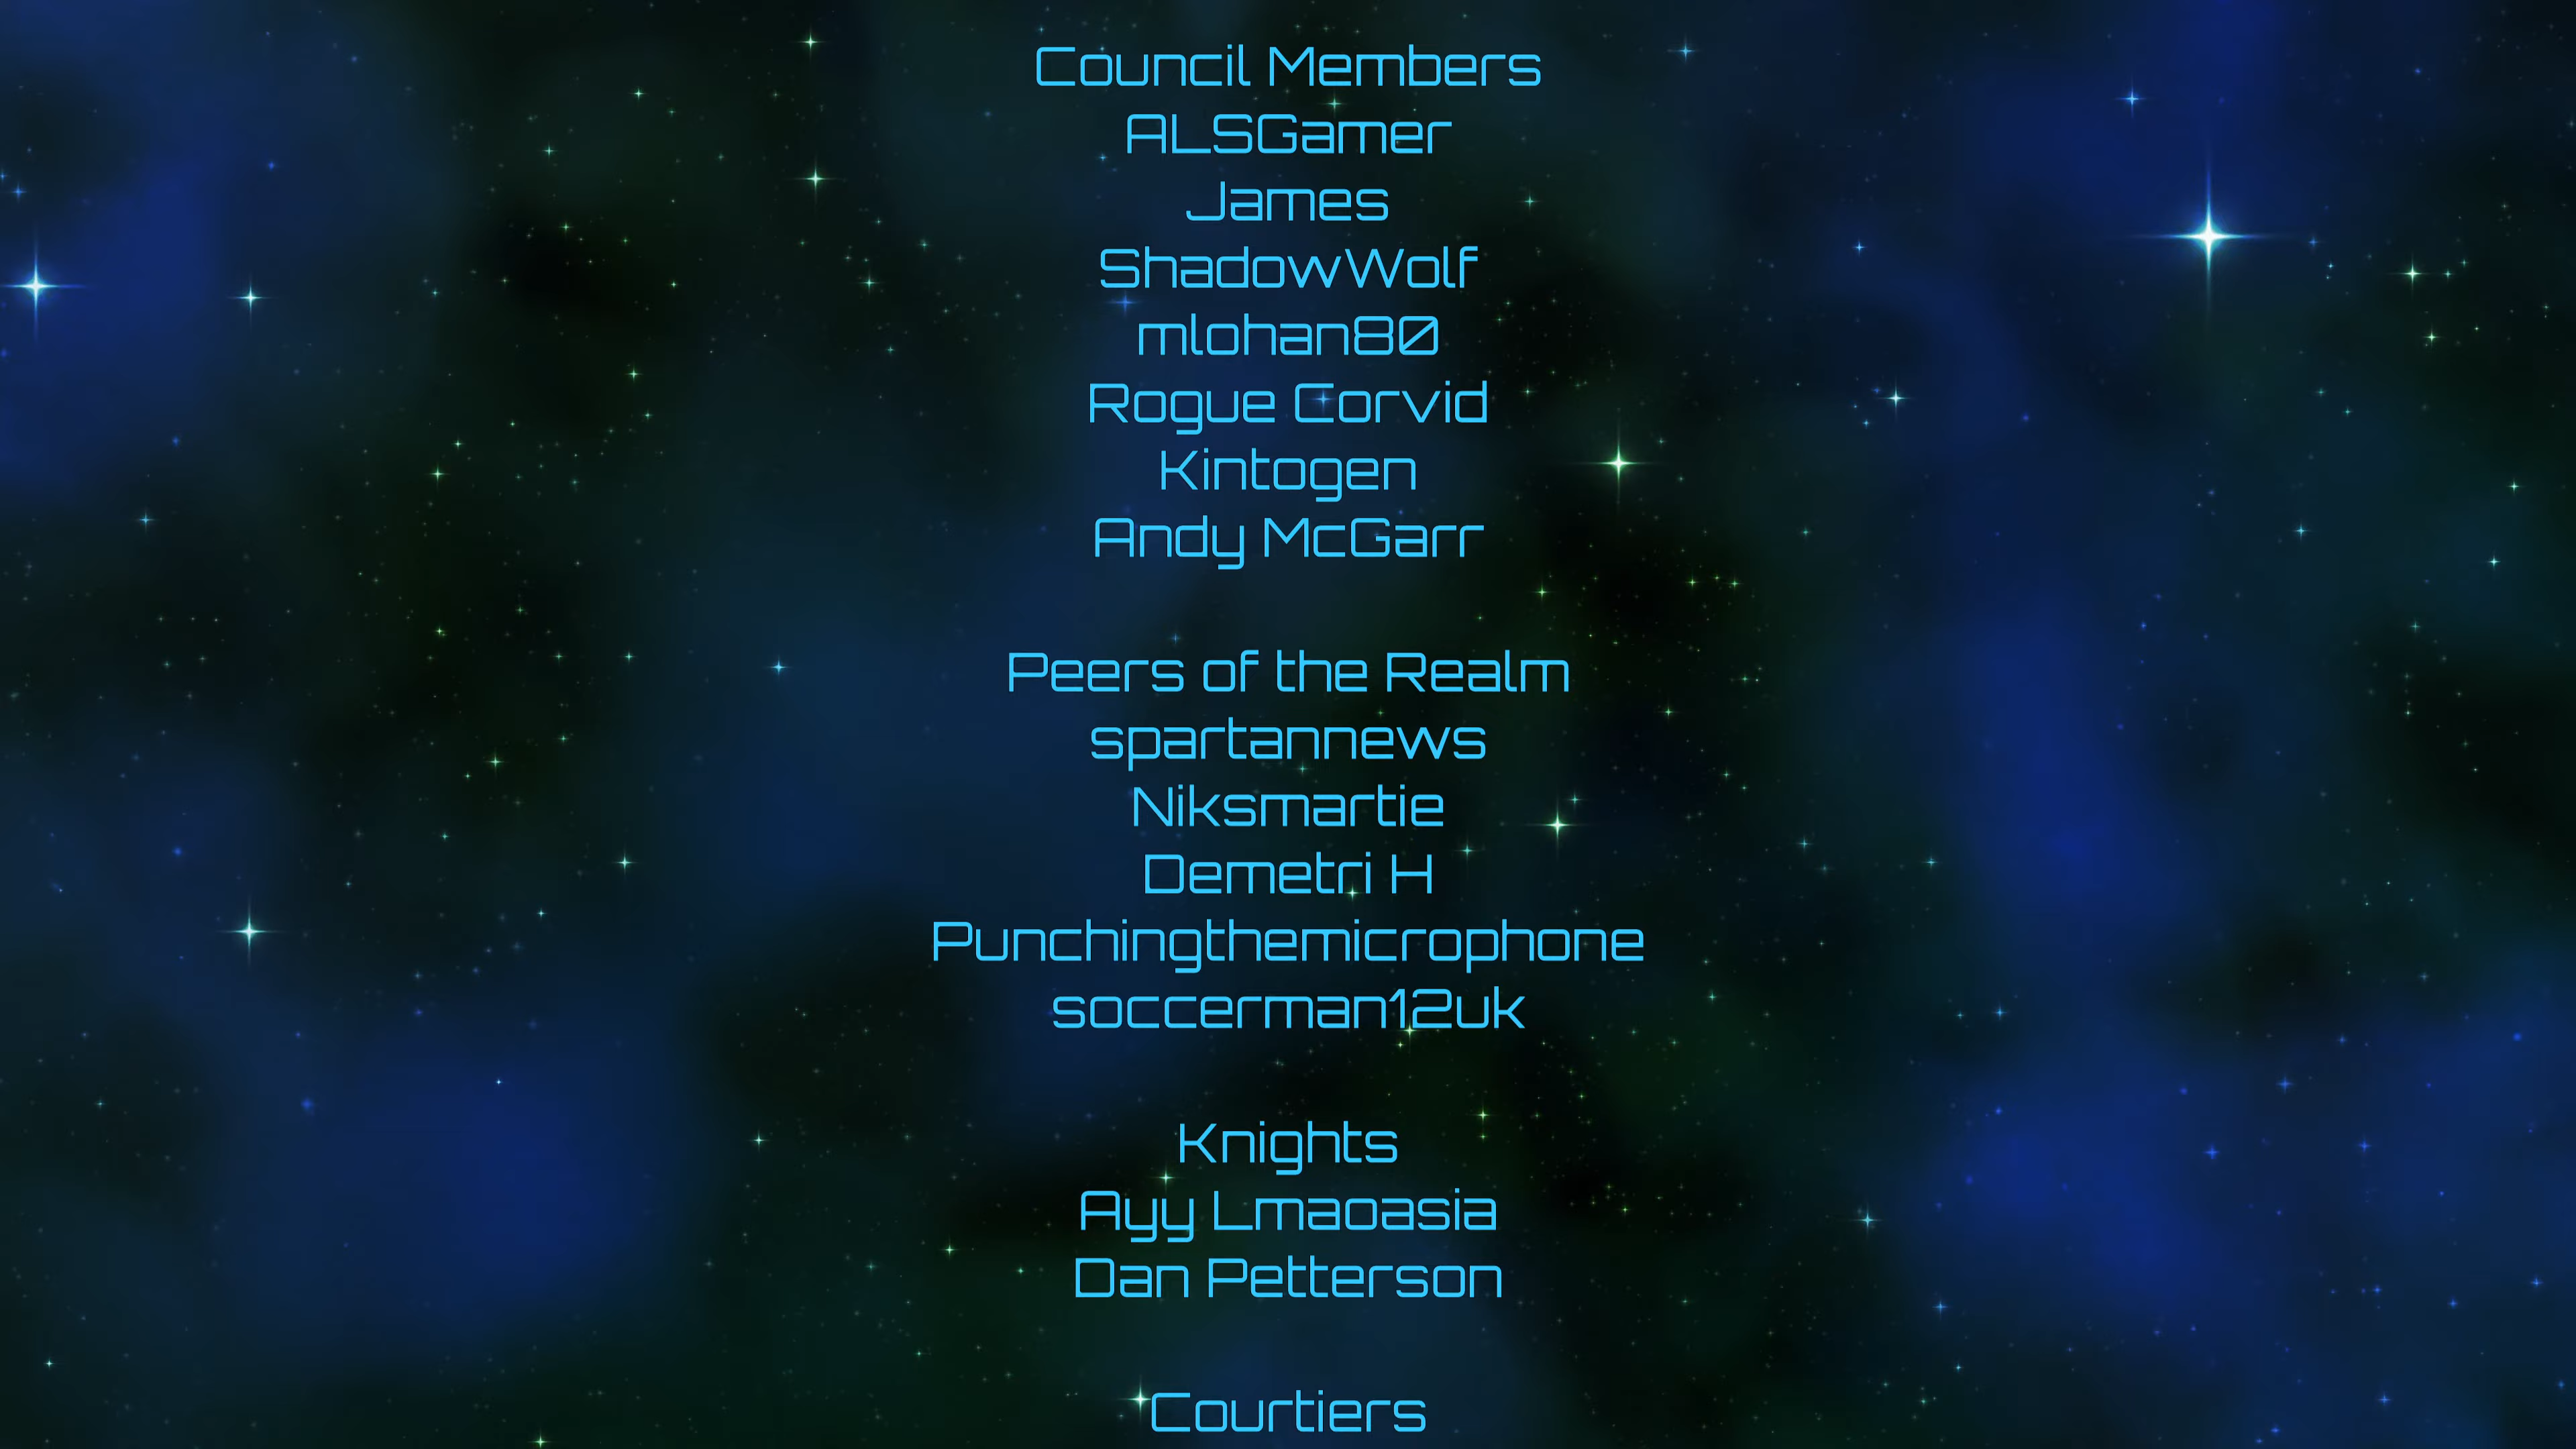 Council Members
ALSGamer
James
ShadowWolf
mlohan80
Rogue Corvid
Kintogen
Andy McGarr
Peers of the Realm
spartannews
Niksmartie
Demetri H
Punchingthemicrophone
soccerman12uk
Knights
Ayy Lmaoasia
Dan Petterson
Courtiers